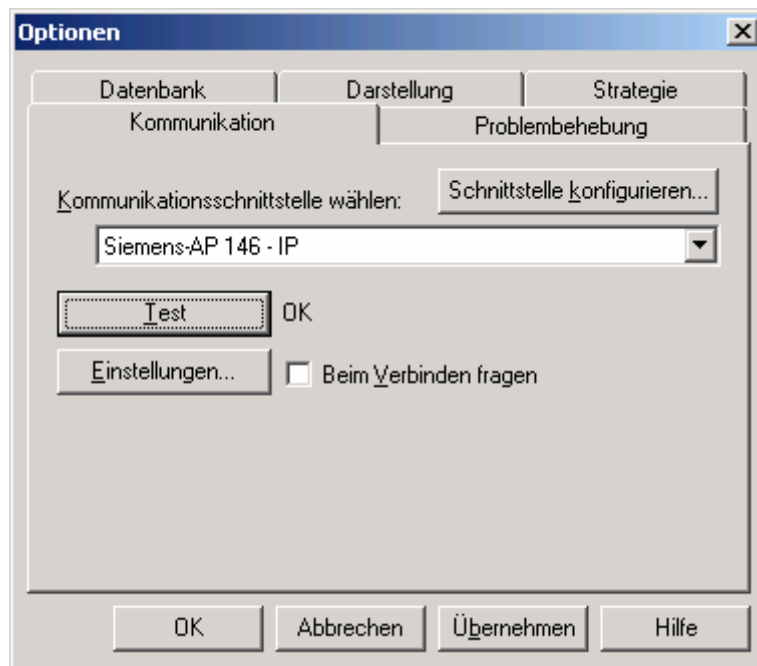 Optionen
Datenbank Darstellung Strategie
Kommunikation Problembehebung
Kommunikationsschnittstelle wählen: Schnittstelle konfigurieren...
Siemens-AP 146 - IP
Test OK
Einstellungen... Beim Verbinden fragen
OK Abbrechen Übernehmen Hilfe